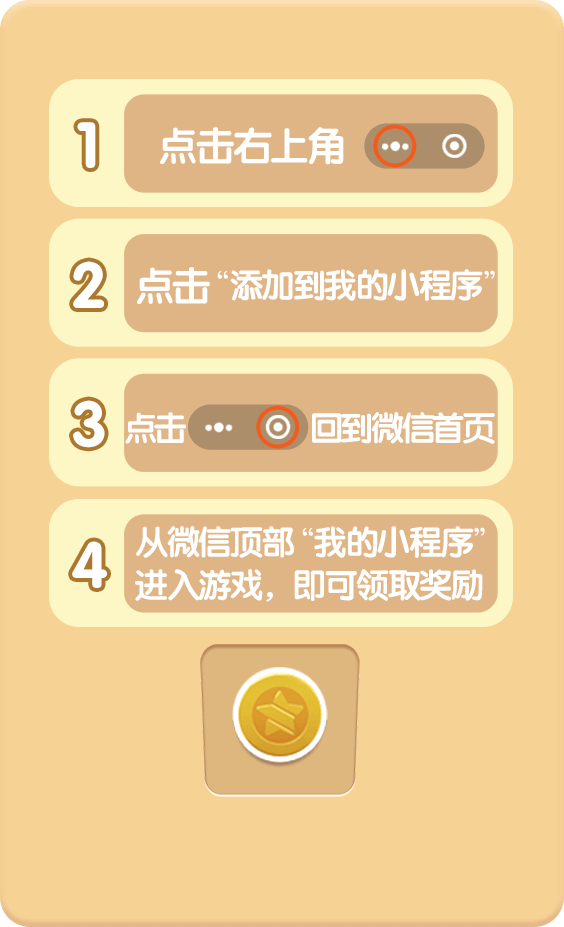 1
点击右上角
2
点击“添加到我的小程序”
3
点击 回到微信首页
4
从微信顶部“我的小程序”
进入游戏，即可领取奖励